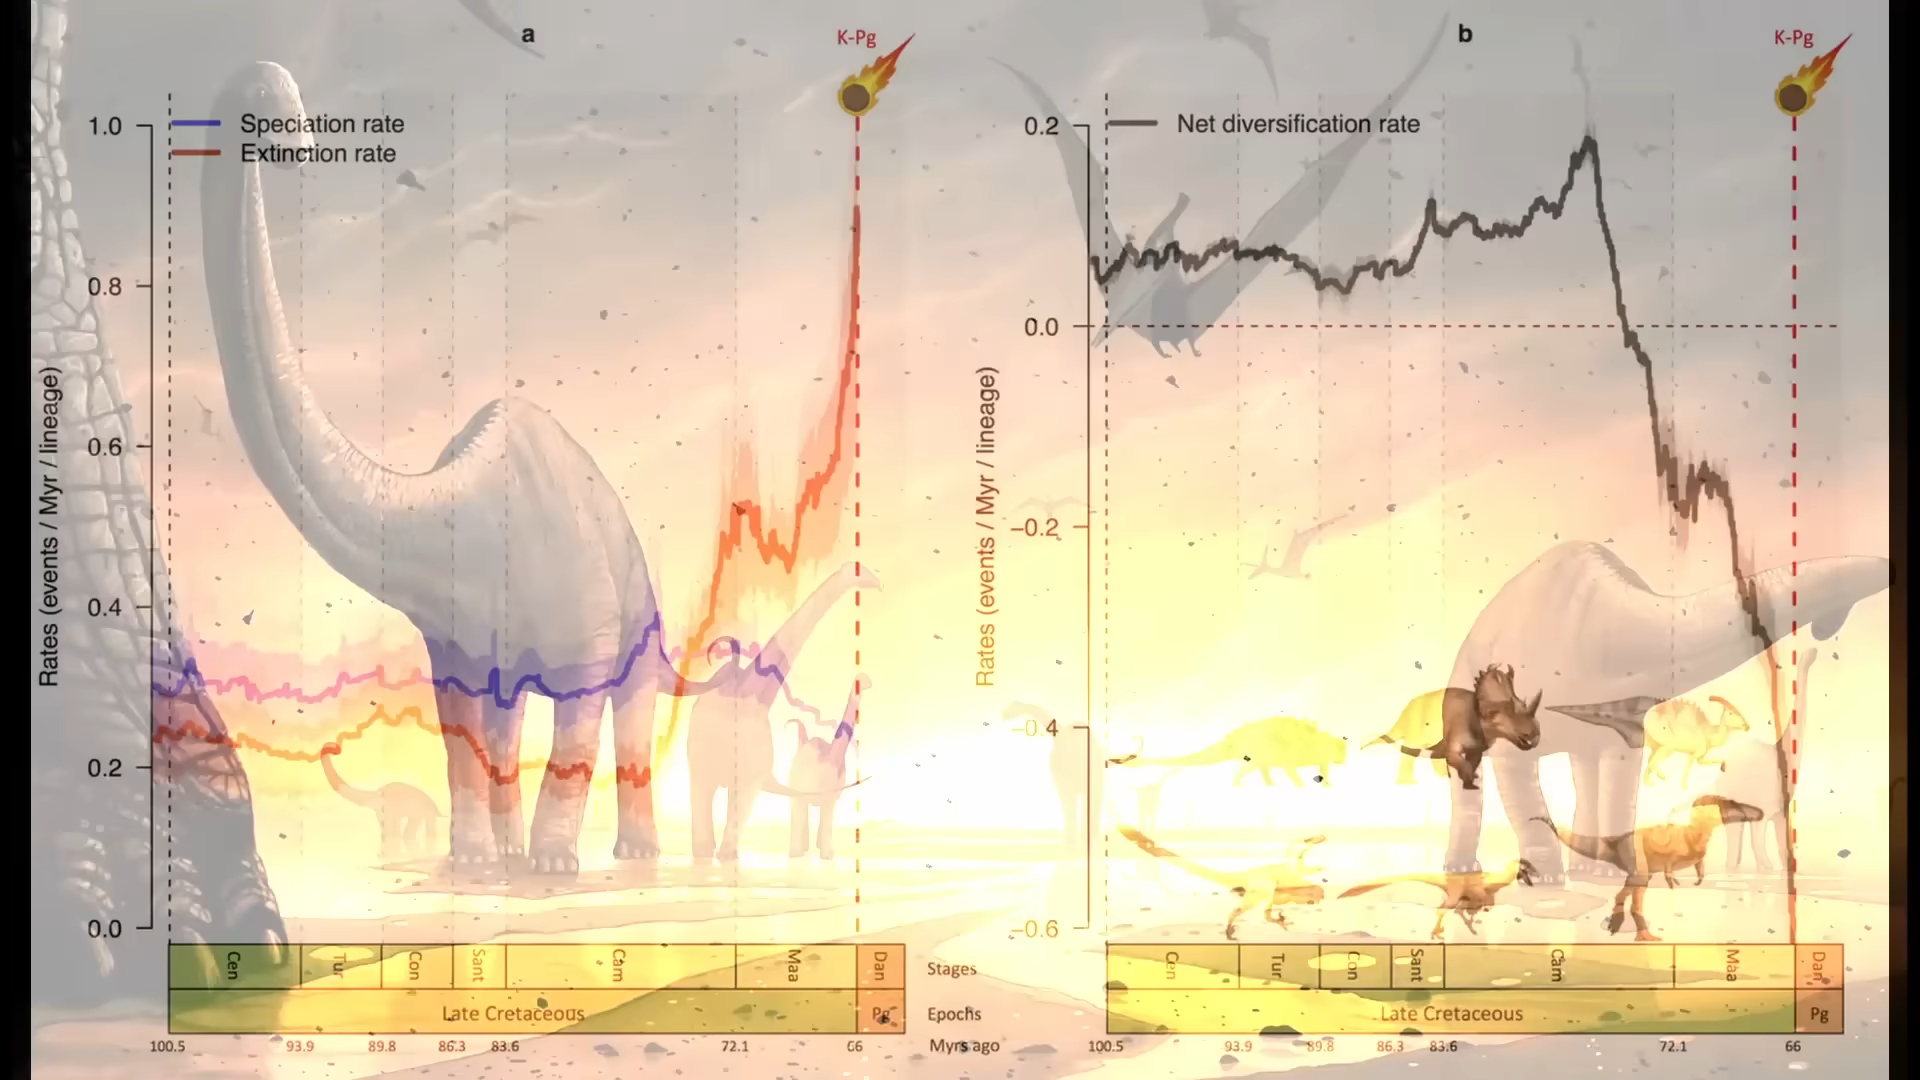 a
K-Pg
Speciation rate
Extinction rate
1.0
0.8
0.6
0.4
0.2
0.0
Rates (events / Myr / lineage)
Cen
Tur
Con
Sant
Cam
Maa
Dan
Stages
Late Cretaceous
Pg
Epochs
100.5
93.9
89.8
86.3
83.6
72.1
66
Myrs ago
b
K-Pg
Net diversification rate
0.2
0.0
−0.2
−0.4
−0.6
Rates (events / Myr / lineage)
Cen
Tur
Con
Sant
Cam
Maa
Dan
Late Cretaceous
Pg
100.5
93.9
89.8
86.3
83.6
72.1
66